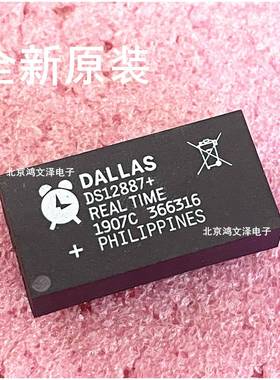 全新原装
北京鸿文泽电子
DALLAS
DS12887+
REAL TIME
1907C 366316
+ PHILIPPINES
北京鸿文泽电子